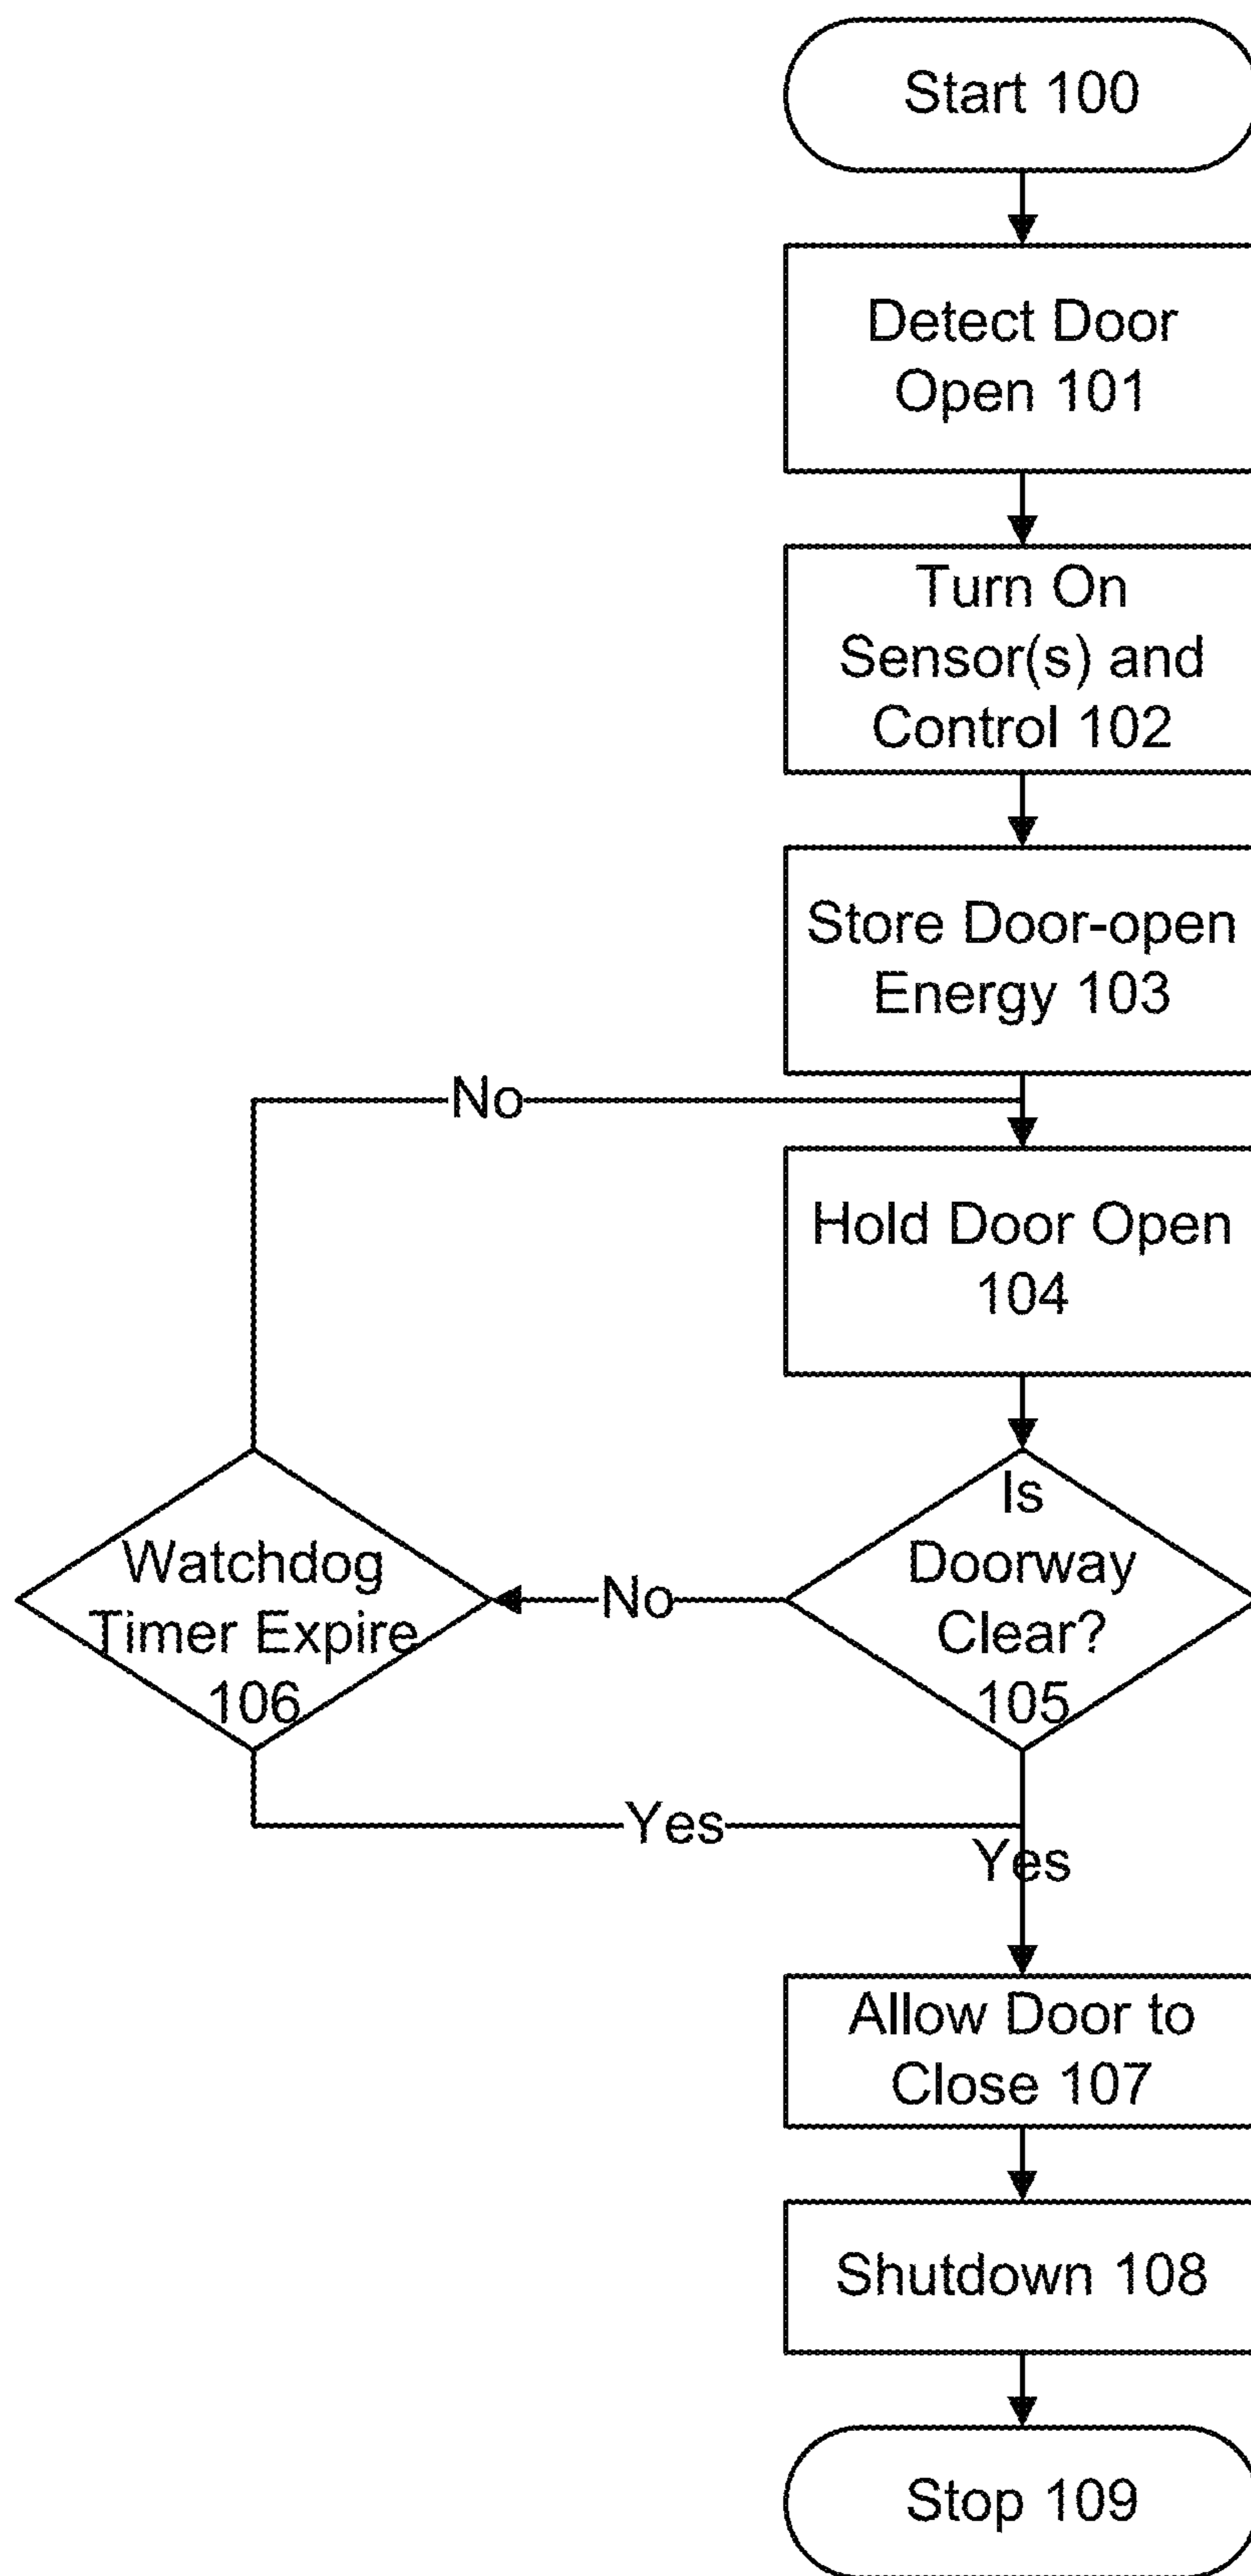 Start 100
Detect Door
Open 101
Turn On
Sensor(s) and
Control 102
Store Door-open
Energy 103
No
Hold Door Open
104
Is
Doorway
Clear?
105
No
Watchdog
Timer Expire
106
Yes
Yes
Allow Door to
Close 107
Shutdown 108
Stop 109